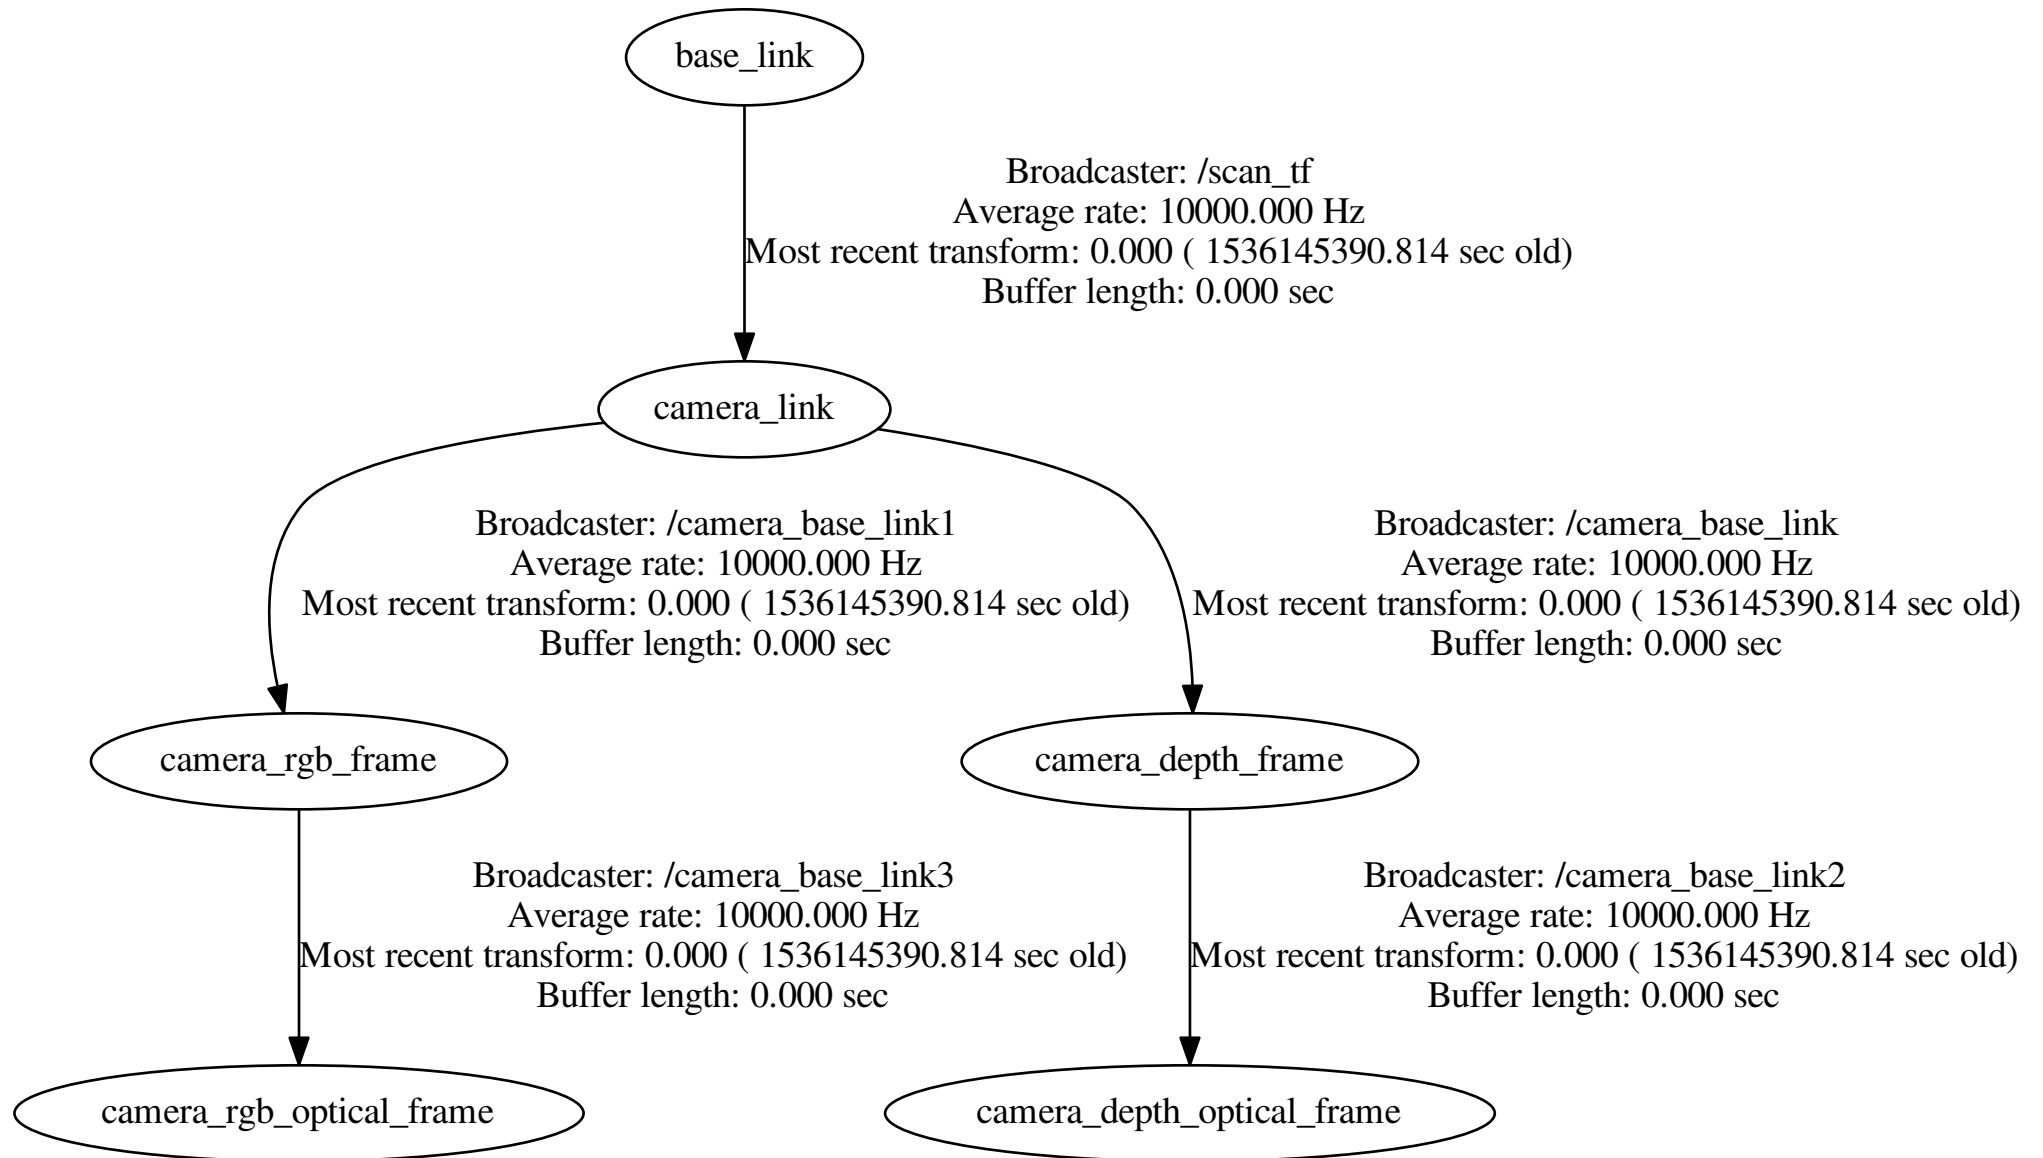 base_link
Broadcaster: /scan_tf
Average rate: 10000.000 Hz
Most recent transform: 0.000 ( 1536145390.814 sec old)
Buffer length: 0.000 sec
camera_link
Broadcaster: /camera_base_link1
Average rate: 10000.000 Hz
Most recent transform: 0.000 ( 1536145390.814 sec old)
Buffer length: 0.000 sec
Broadcaster: /camera_base_link
Average rate: 10000.000 Hz
Most recent transform: 0.000 ( 1536145390.814 sec old)
Buffer length: 0.000 sec
camera_rgb_frame
camera_depth_frame
Broadcaster: /camera_base_link3
Average rate: 10000.000 Hz
Most recent transform: 0.000 ( 1536145390.814 sec old)
Buffer length: 0.000 sec
Broadcaster: /camera_base_link2
Average rate: 10000.000 Hz
Most recent transform: 0.000 ( 1536145390.814 sec old)
Buffer length: 0.000 sec
camera_rgb_optical_frame
camera_depth_optical_frame